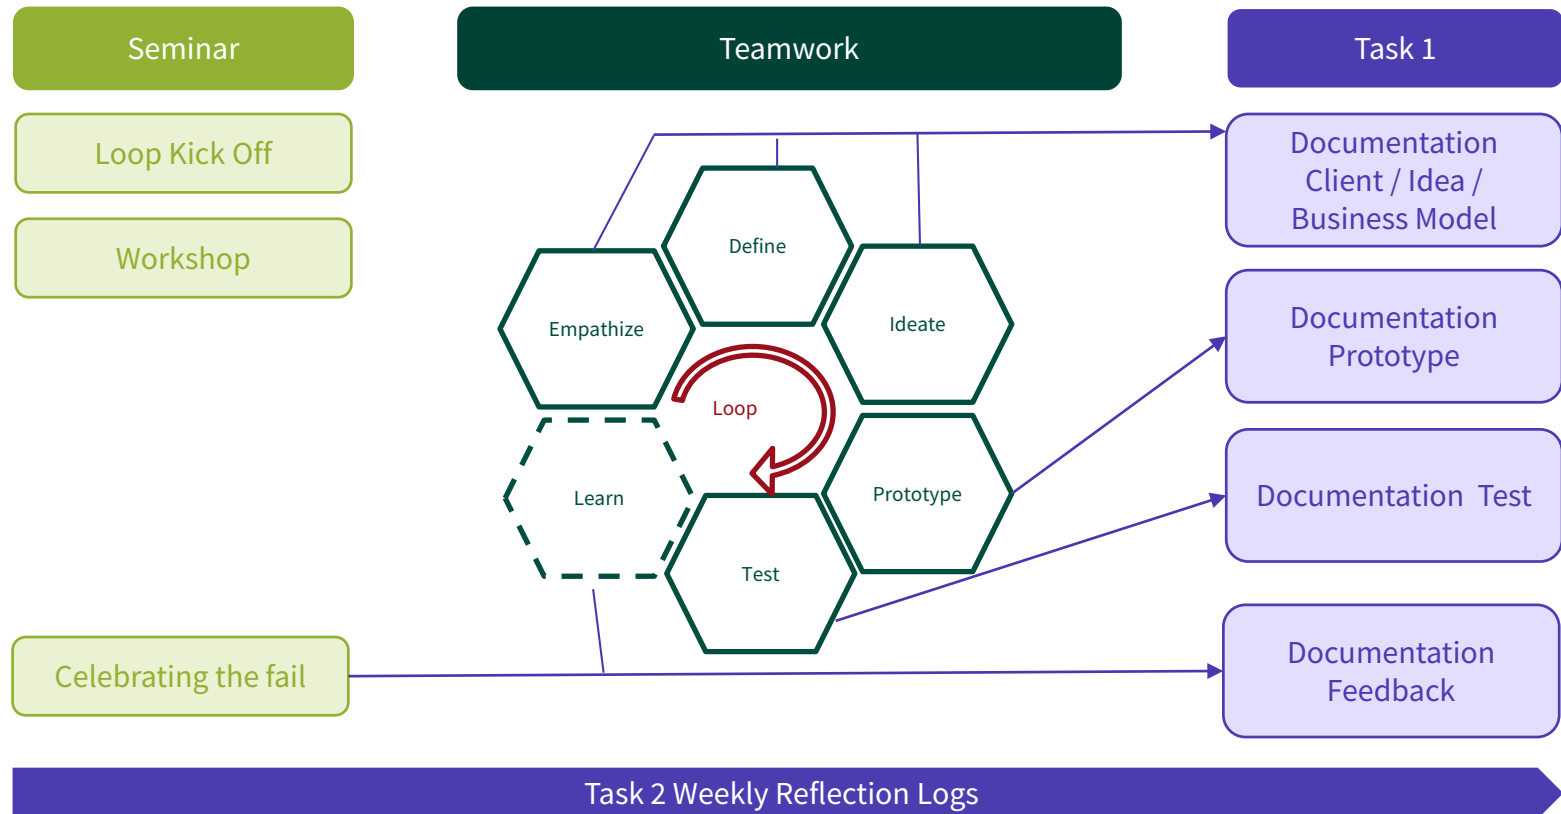 Seminar
Teamwork
Task 1
Loop Kick Off
Workshop
Celebrating the fail
Empathize
Define
Ideate
Loop
Learn
Prototype
Test
Documentation
Client / Idea /
Business Model
Documentation
Prototype
Documentation Test
Documentation
Feedback
Task 2 Weekly Reflection Logs